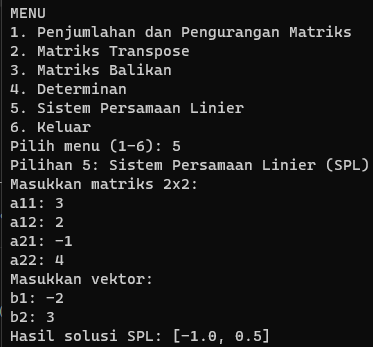 MENU
1. Penjumlahan dan Pengurangan Matriks
2. Matriks Transpose
3. Matriks Balikan
4. Determinan
5. Sistem Persamaan Linier
6. Keluar
Pilih menu (1-6): 5
Pilihan 5: Sistem Persamaan Linier (SPL)
Masukkan matriks 2x2:
a11: 3
a12: 2
a21: -1
a22: 4
Masukkan vektor:
b1: -2
b2: 3
Hasil solusi SPL: [-1.0, 0.5]